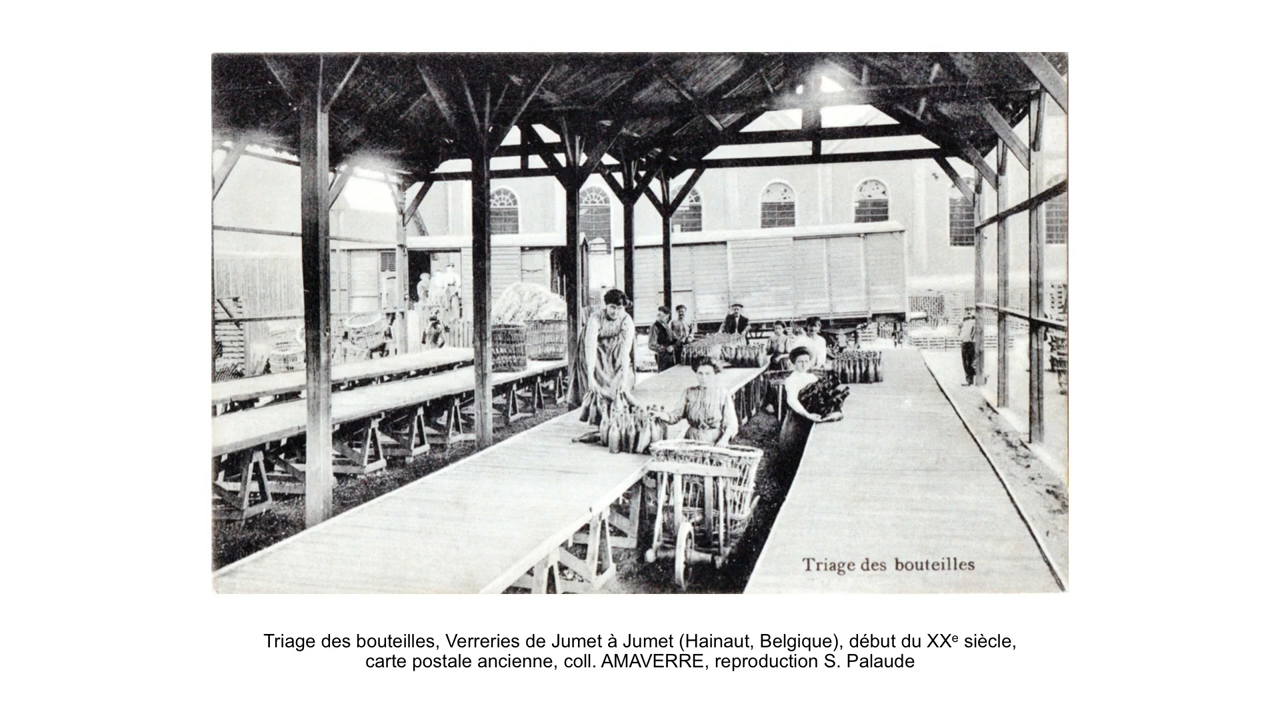 Triage des bouteilles
Triage des bouteilles, Verreries de Jumet à Jumet (Hainaut, Belgique), début du XXᵉ siècle,
carte postale ancienne, coll. AMAVERRE, reproduction S. Palaude